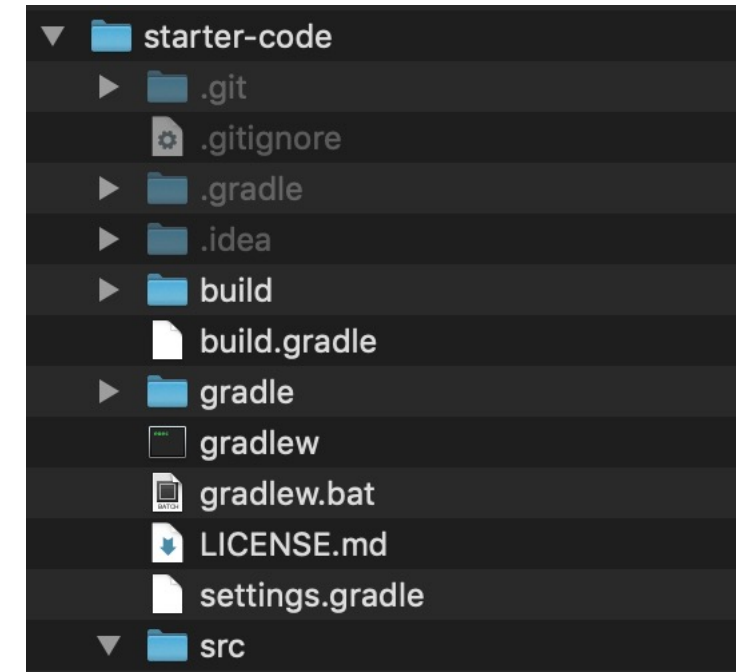 starter-code
.git
.gitignore
.gradle
.idea
build
build.gradle
gradle
gradlew
gradlew.bat
LICENSE.md
settings.gradle
src